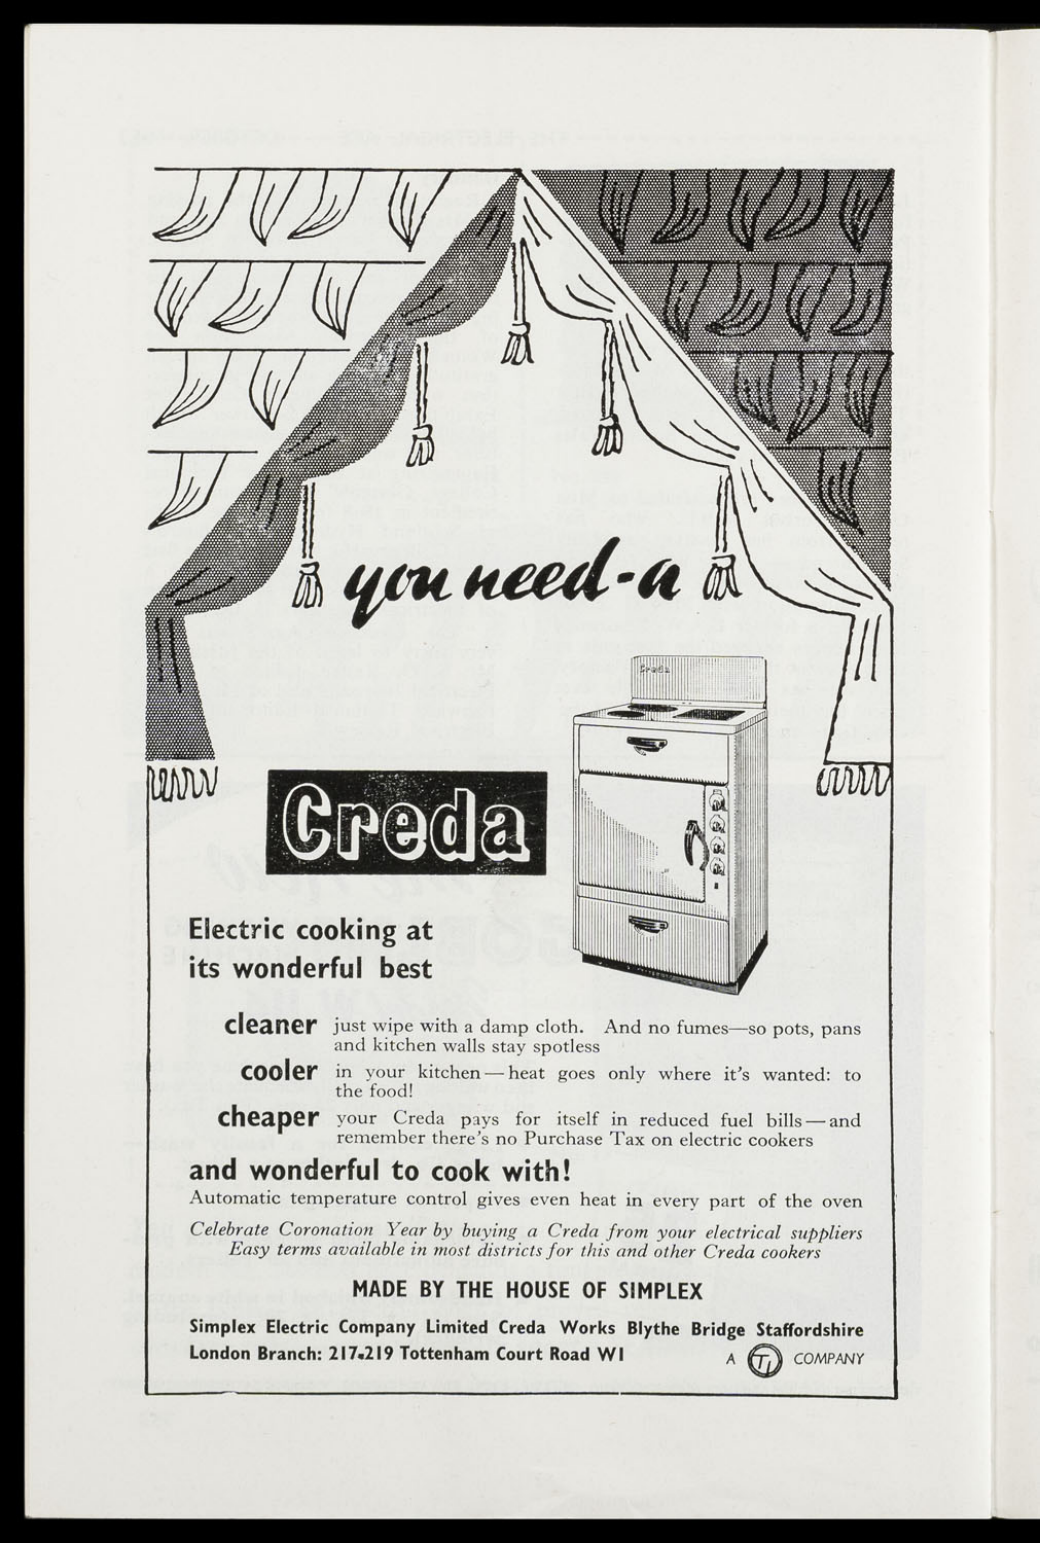 you need-a
Creda
Creda
Electric cooking at
its wonderful best
cleaner just wipe with a damp cloth. And no fumes—so pots, pans
and kitchen walls stay spotless
cooler in your kitchen—heat goes only where it's wanted: to
the food!
cheaper your Creda pays for itself in reduced fuel bills—and
remember there's no Purchase Tax on electric cookers
and wonderful to cook with!
Automatic temperature control gives even heat in every part of the oven
Celebrate Coronation Year by buying a Creda from your electrical suppliers
Easy terms available in most districts for this and other Creda cookers
MADE BY THE HOUSE OF SIMPLEX
Simplex Electric Company Limited Creda Works Blythe Bridge Staffordshire
London Branch: 217-219 Tottenham Court Road W1
A TI COMPANY